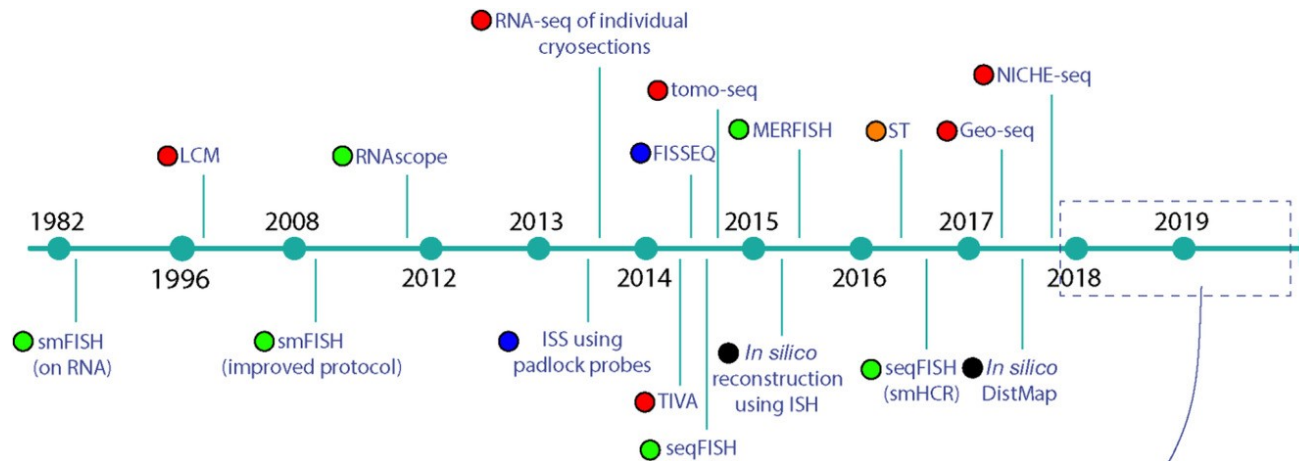 RNA-seq of individual
cryosections
tomo-seq
NICHE-seq
MERFISH
ST
Geo-seq
LCM
RNAscope
FISSEQ
1982
2008
2013
2015
2017
2019
1996
2012
2014
2016
2018
smFISH
(on RNA)
smFISH
(improved protocol)
ISS using
padlock probes
In silico
reconstruction
using ISH
seqFISH
(smHCR)
In silico
DistMap
TIVA
seqFISH